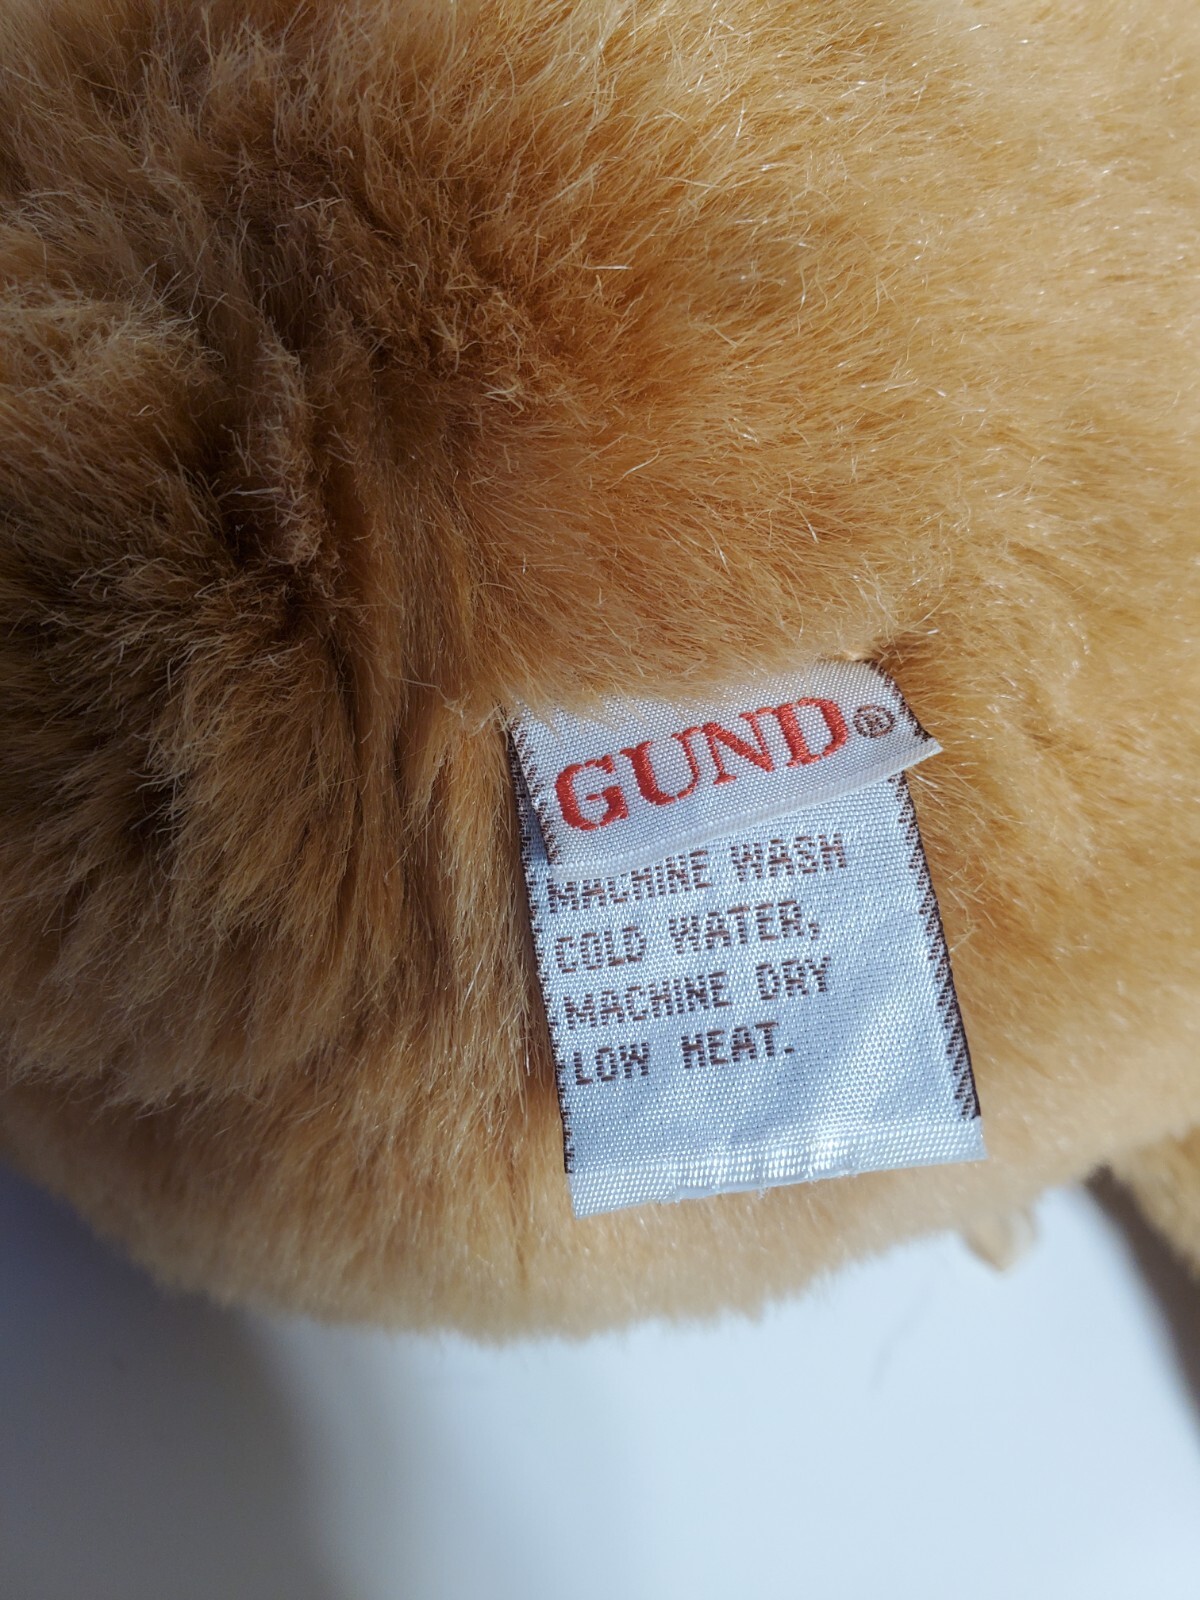 GUND®
MACHINE WASH
COLD WATER,
MACHINE DRY
LOW HEAT.